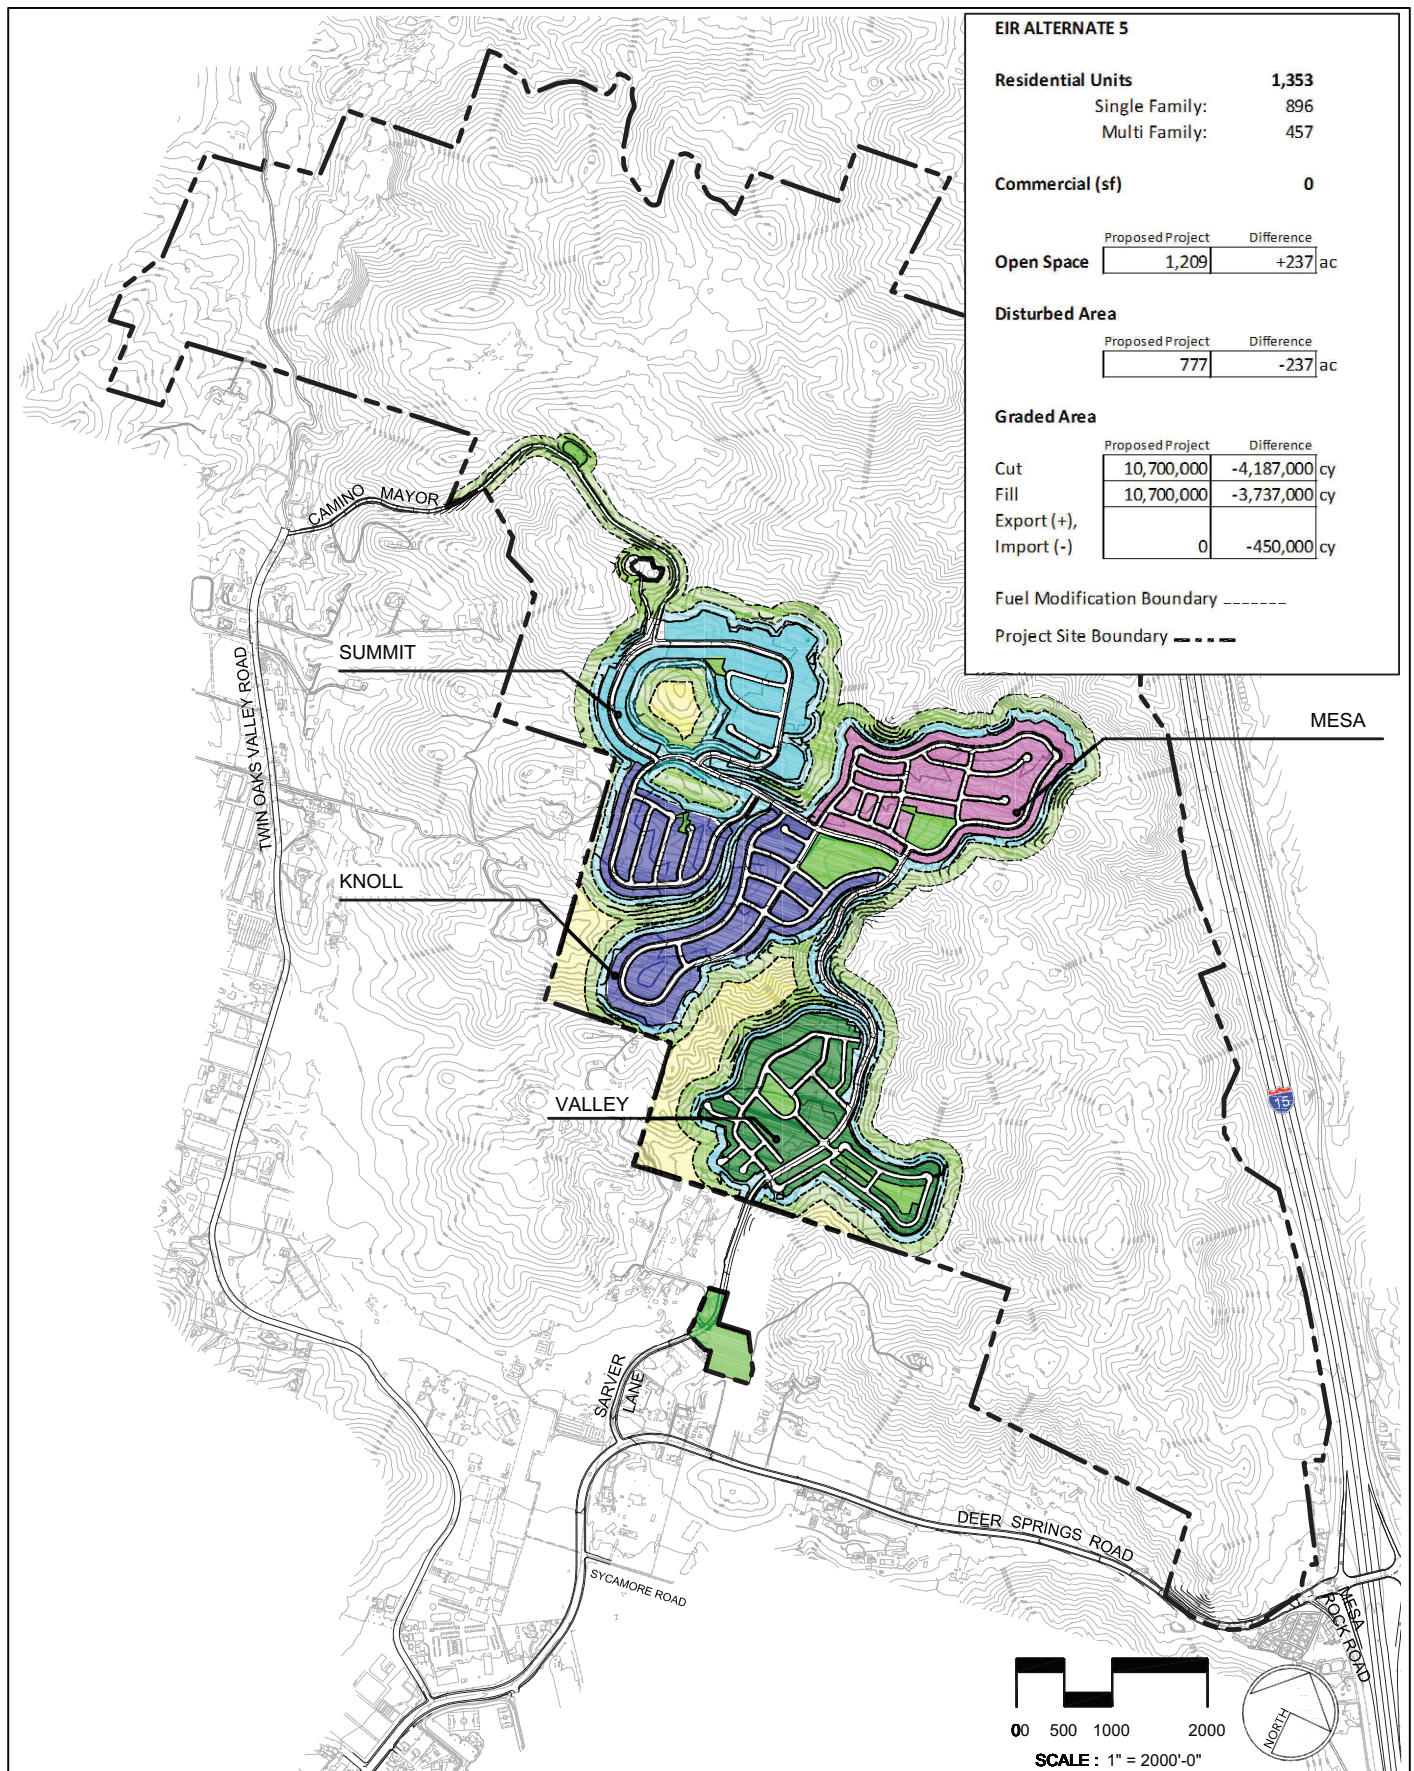 EIR ALTERNATE 5
Residential Units 1,353
Single Family: 896
Multi Family: 457
Commercial (sf) 0
Proposed Project Difference
Open Space 1,209 +237 ac
Disturbed Area
Proposed Project Difference
777 -237 ac
Graded Area
Proposed Project Difference
Cut 10,700,000 -4,187,000 cy
Fill 10,700,000 -3,737,000 cy
Export (+),
Import (-) 0 -450,000 cy
Fuel Modification Boundary
Project Site Boundary
CAMINO MAYOR
SUMMIT
TWIN OAKS VALLEY ROAD
MESA
KNOLL
15
VALLEY
SARVER
LANE
DEER SPRINGS ROAD
SYCAMORE ROAD
MESA
ROCK ROAD
00 500 1000 2000
NORTH
SCALE : 1" = 2000'-0"